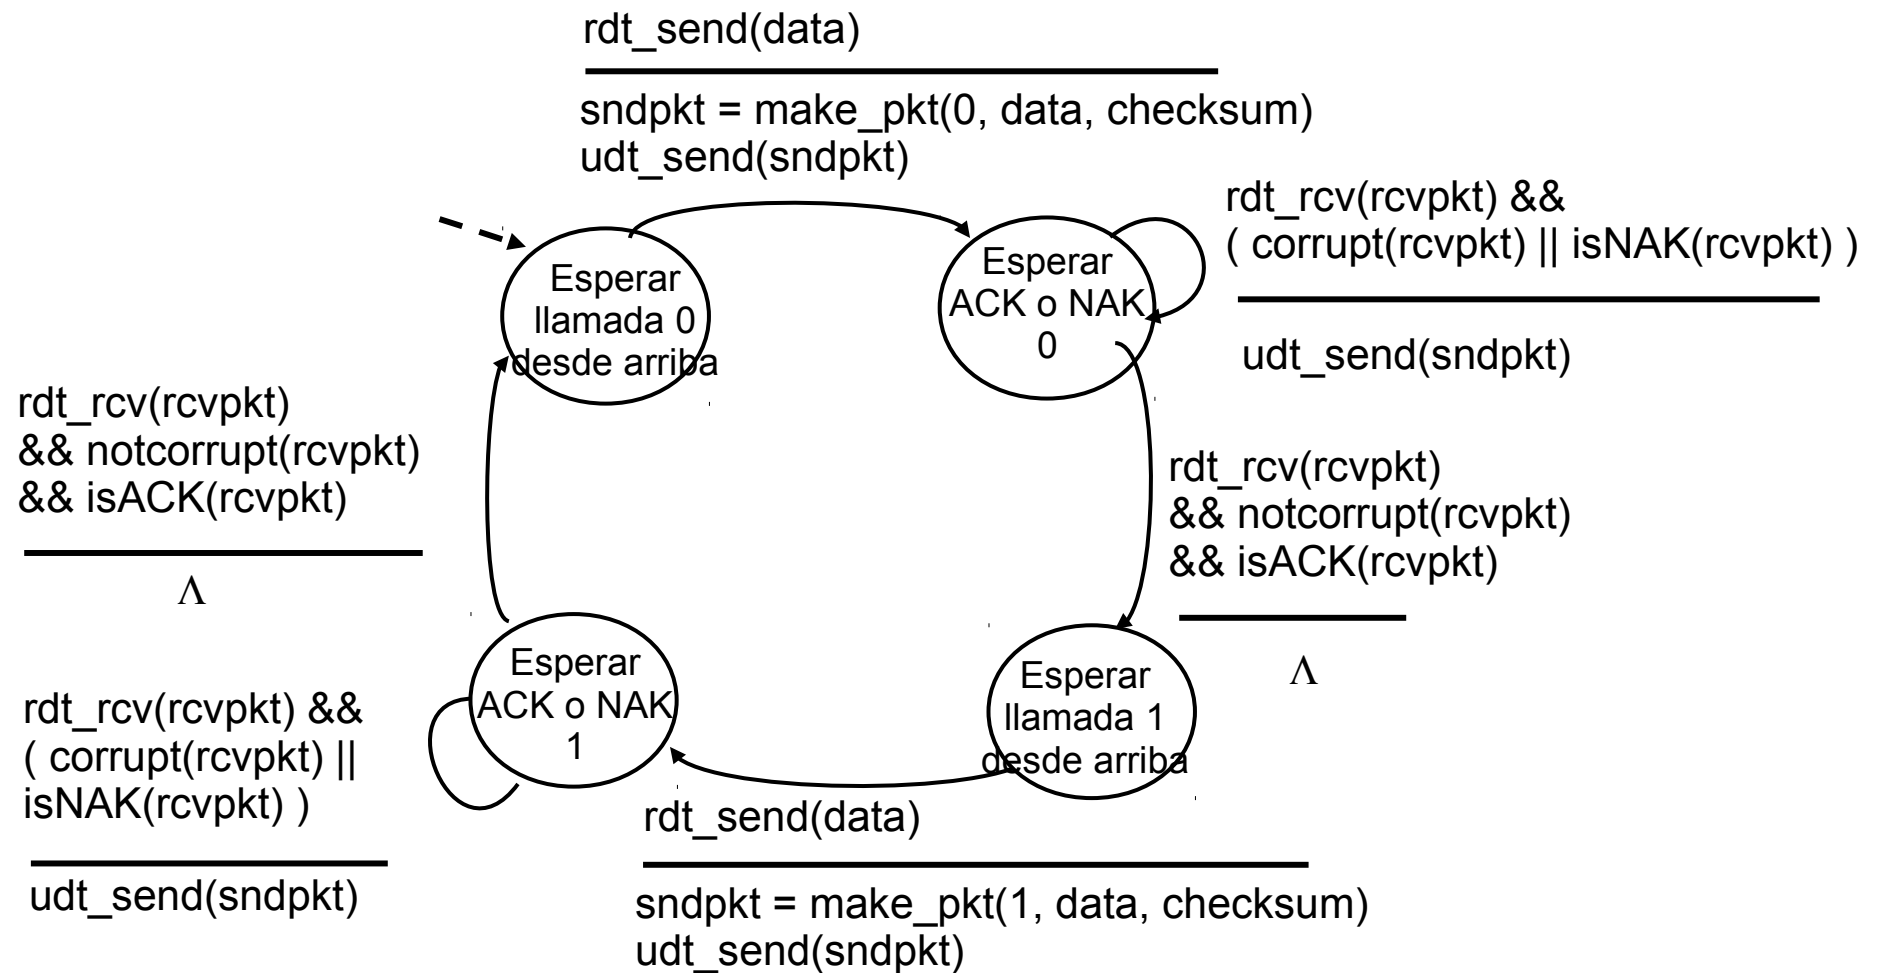 rdt_send(data)
sndpkt = make_pkt(0, data, checksum)
udt_send(sndpkt)
rdt_rcv(rcvpkt) &&
( corrupt(rcvpkt) || isNAK(rcvpkt) )
udt_send(sndpkt)
Esperar
llamada 0
desde arriba
Esperar
ACK o NAK
0
rdt_rcv(rcvpkt)
&& notcorrupt(rcvpkt)
&& isACK(rcvpkt)
Λ
rdt_rcv(rcvpkt)
&& notcorrupt(rcvpkt)
&& isACK(rcvpkt)
Λ
Esperar
ACK o NAK
1
Esperar
llamada 1
desde arriba
rdt_rcv(rcvpkt) &&
( corrupt(rcvpkt) ||
isNAK(rcvpkt) )
udt_send(sndpkt)
rdt_send(data)
sndpkt = make_pkt(1, data, checksum)
udt_send(sndpkt)